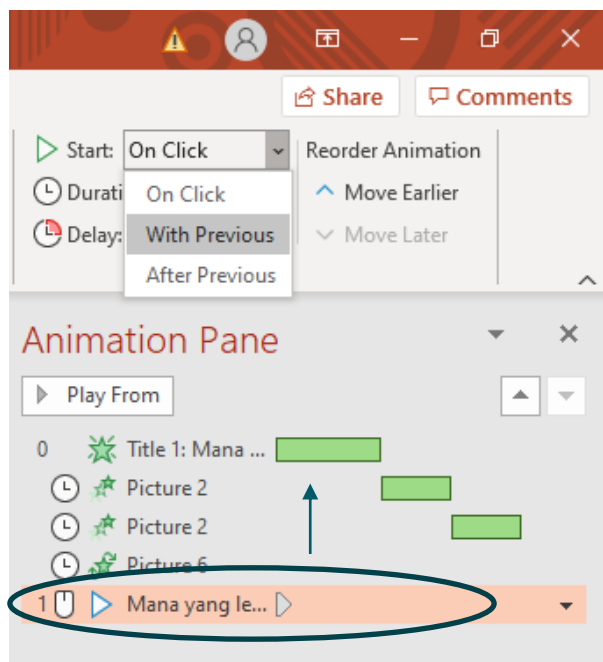 Share Comments
Start: On Click Reorder Animation
Durati On Click Move Earlier
Delay: With Previous Move Later
After Previous
Animation Pane
Play From
0 Title 1: Mana ...
Picture 2
Picture 2
Picture 6
1 Mana yang le...